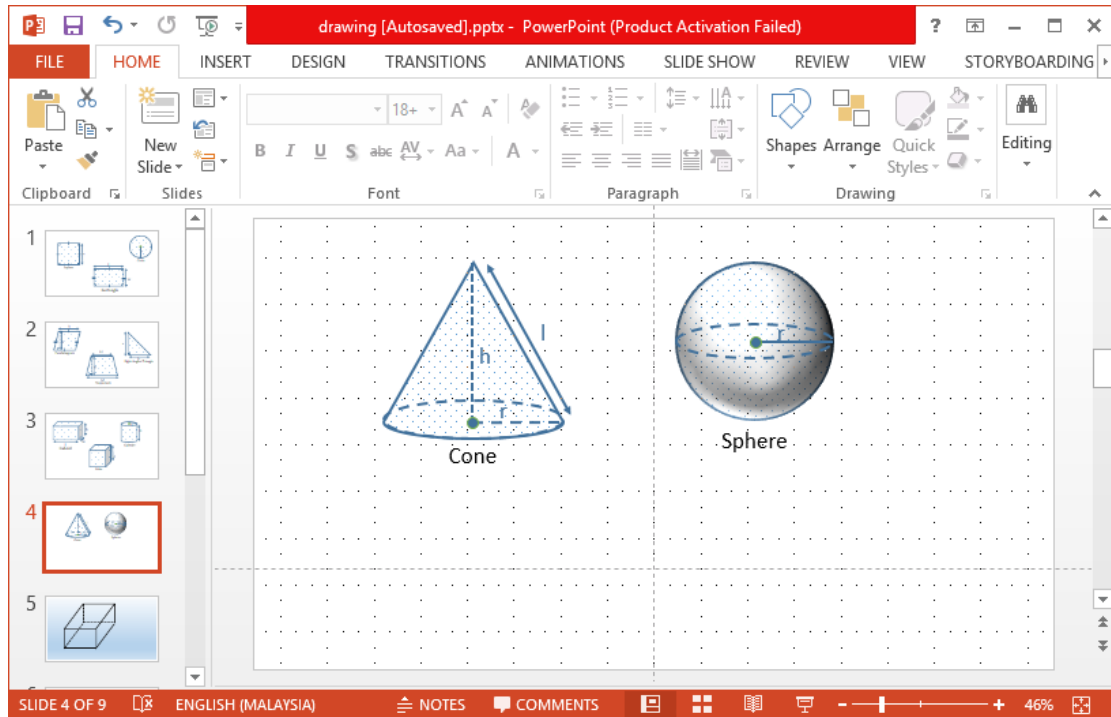 drawing [Autosaved].pptx - PowerPoint (Product Activation Failed)
?
FILE HOME INSERT DESIGN TRANSITIONS ANIMATIONS SLIDE SHOW REVIEW VIEW STORYBOARDING
18+ A A
Paste New Slide B I U S abc AV Aa A Shapes Arrange Quick Styles Editing
Clipboard Slides Font Paragraph Drawing
1
2
3
4
5
h
l
r
Cone
r
Sphere
SLIDE 4 OF 9 ENGLISH (MALAYSIA) NOTES COMMENTS - + 46%